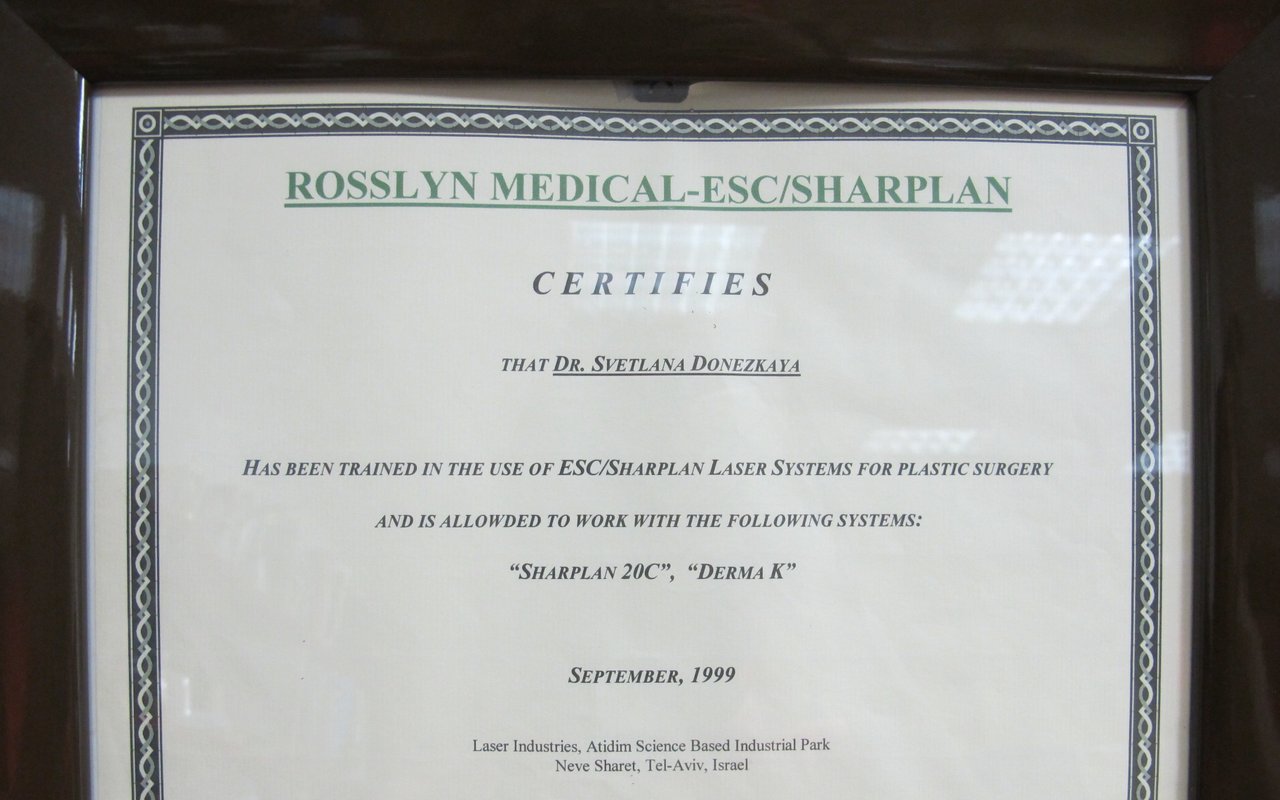 ROSSLYN MEDICAL-ESC/SHARPLAN
CERTIFIES
THAT DR. SVETLANA DONEZKAYA
HAS BEEN TRAINED IN THE USE OF ESC/SHARPLAN LASER SYSTEMS FOR PLASTIC SURGERY
AND IS ALLOWDED TO WORK WITH THE FOLLOWING SYSTEMS:
“SHARPLAN 20C”, “DERMA K”
SEPTEMBER, 1999
Laser Industries, Atidim Science Based Industrial Park
Neve Sharet, Tel-Aviv, Israel